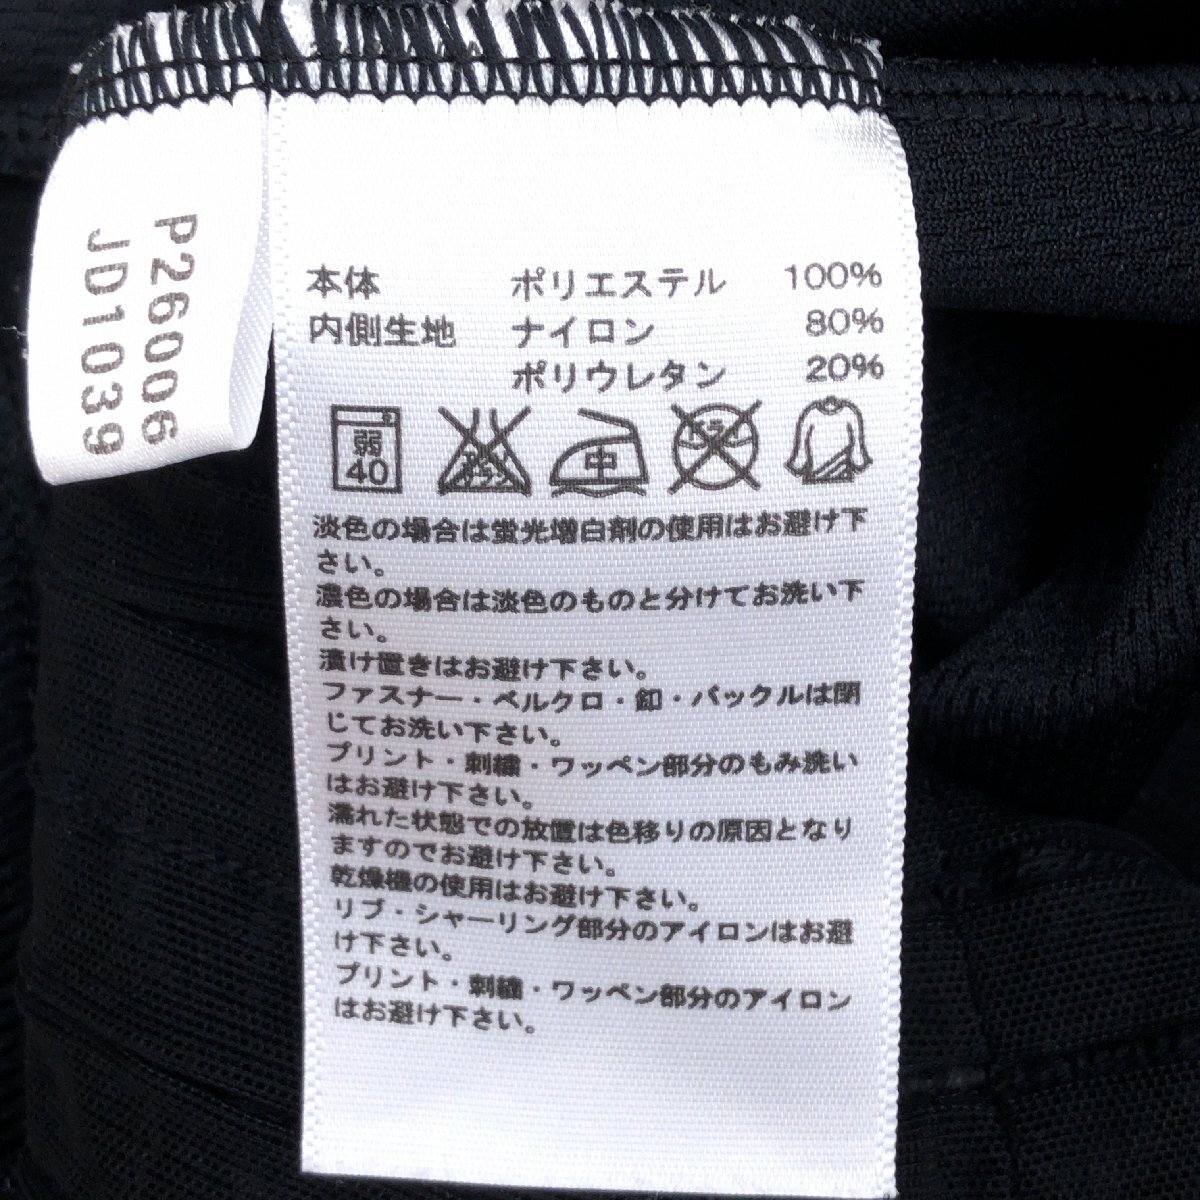 P26006
JD1039
本体 ポリエステル 100%
内側生地 ナイロン 80%
ポリウレタン 20%
弱 40 エンソサラシ 中 ドライ
淡色の場合は蛍光増白剤の使用はお避け下
さい。
濃色の場合は淡色のものと分けてお洗い下
さい。
漬け置きはお避け下さい。
ファスナー・ベルクロ・釦・バックルは閉
じてお洗い下さい。
プリント・刺繍・ワッペン部分のもみ洗い
はお避け下さい。
濡れた状態での放置は色移りの原因となり
ますのでお避け下さい。
乾燥機の使用はお避け下さい。
リブ・シャーリング部分のアイロンはお避
け下さい。
プリント・刺繍・ワッペン部分のアイロン
はお避け下さい。